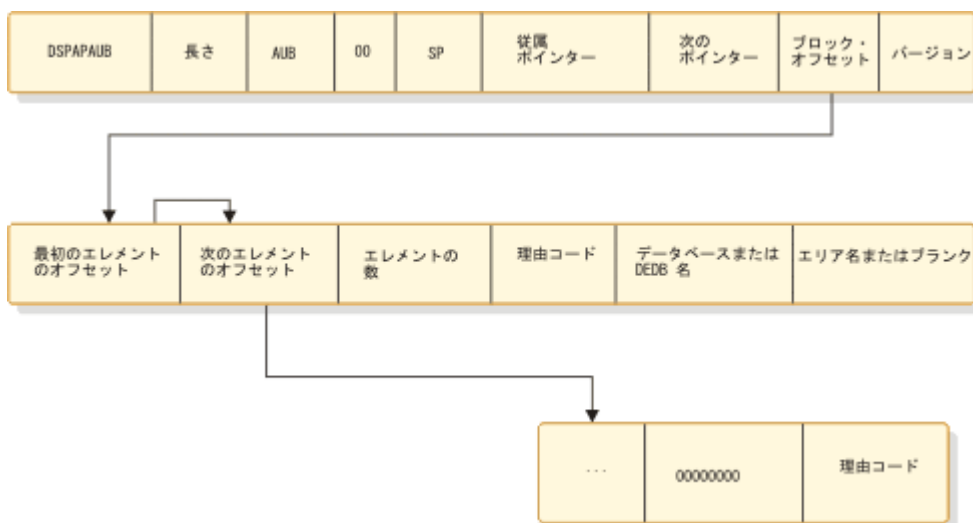 DSPAPAUB
長さ
AUB
00
SP
従属
ポインター
次の
ポインター
ブロック・
オフセット
バージョン
最初のエレメント
のオフセット
次のエレメント
のオフセット
エレメントの
数
理由コード
データベースまたは
DEDB 名
エリア名またはブランク
...
00000000
理由コード